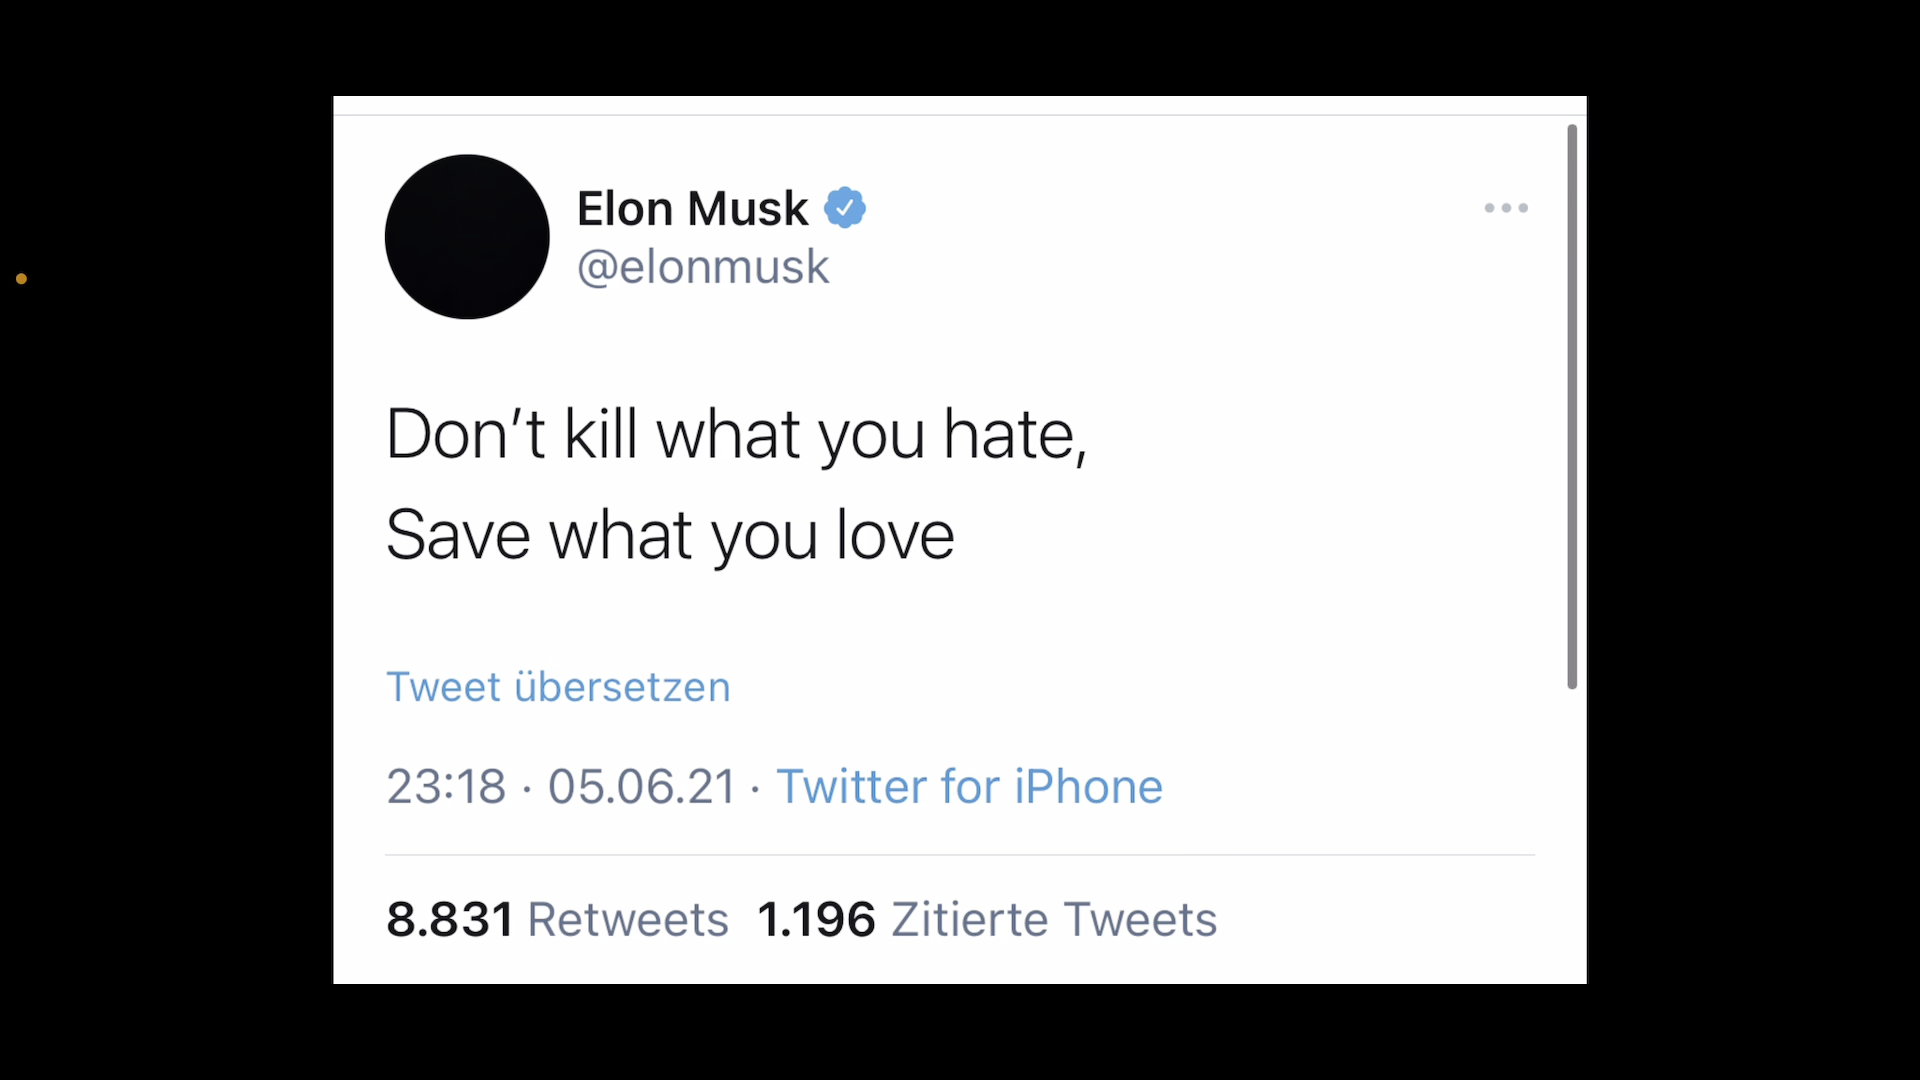 Elon Musk
@elonmusk
Don’t kill what you hate,
Save what you love
Tweet übersetzen
23:18 · 05.06.21 · Twitter for iPhone
8.831 Retweets 1.196 Zitierte Tweets